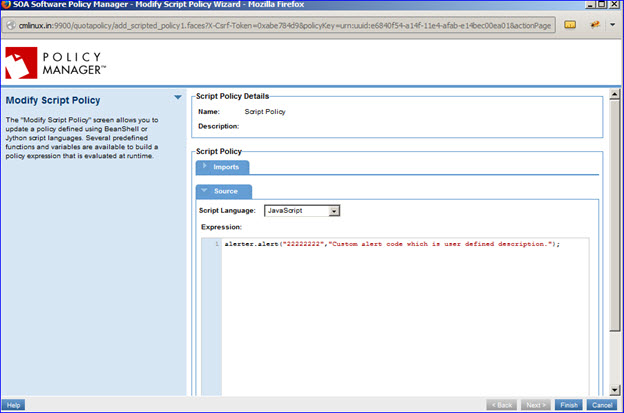 SOA Software Policy Manager - Modify Script Policy Wizard - Mozilla Firefox
cmlinux.in:9900/quotapolicy/add_scripted_policy1.faces?X-Csrf-Token=0xabe784d9&policyKey=urn:uuid:e6840f54-a14f-11e4-afab-e14bec00ea01&actionPage
POLICY
MANAGER™
Modify Script Policy
The "Modify Script Policy" screen allows you to
update a policy defined using BeanShell or
Jython script languages. Several predefined
functions and variables are available to build a
policy expression that is evaluated at runtime.
Script Policy Details
Name: Script Policy
Description:
Script Policy
Imports
Source
Script Language: JavaScript
Expression:
1 alerter.alert("22222222","Custom alert code which is user defined description.");
Help
< Back Next > Finish Cancel